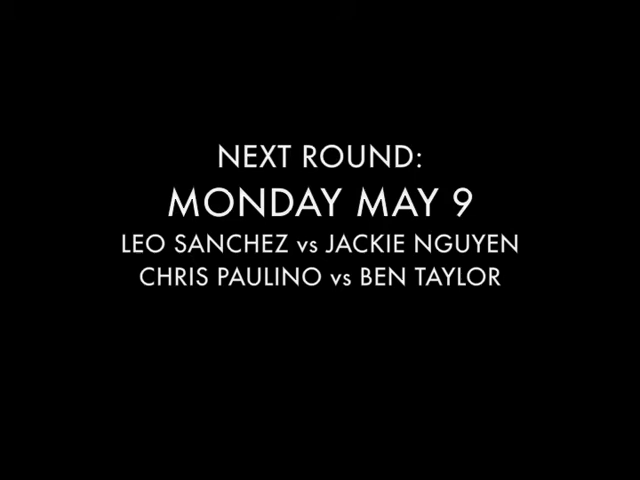 NEXT ROUND:
MONDAY MAY 9
LEO SANCHEZ vs JACKIE NGUYEN
CHRIS PAULINO vs BEN TAYLOR